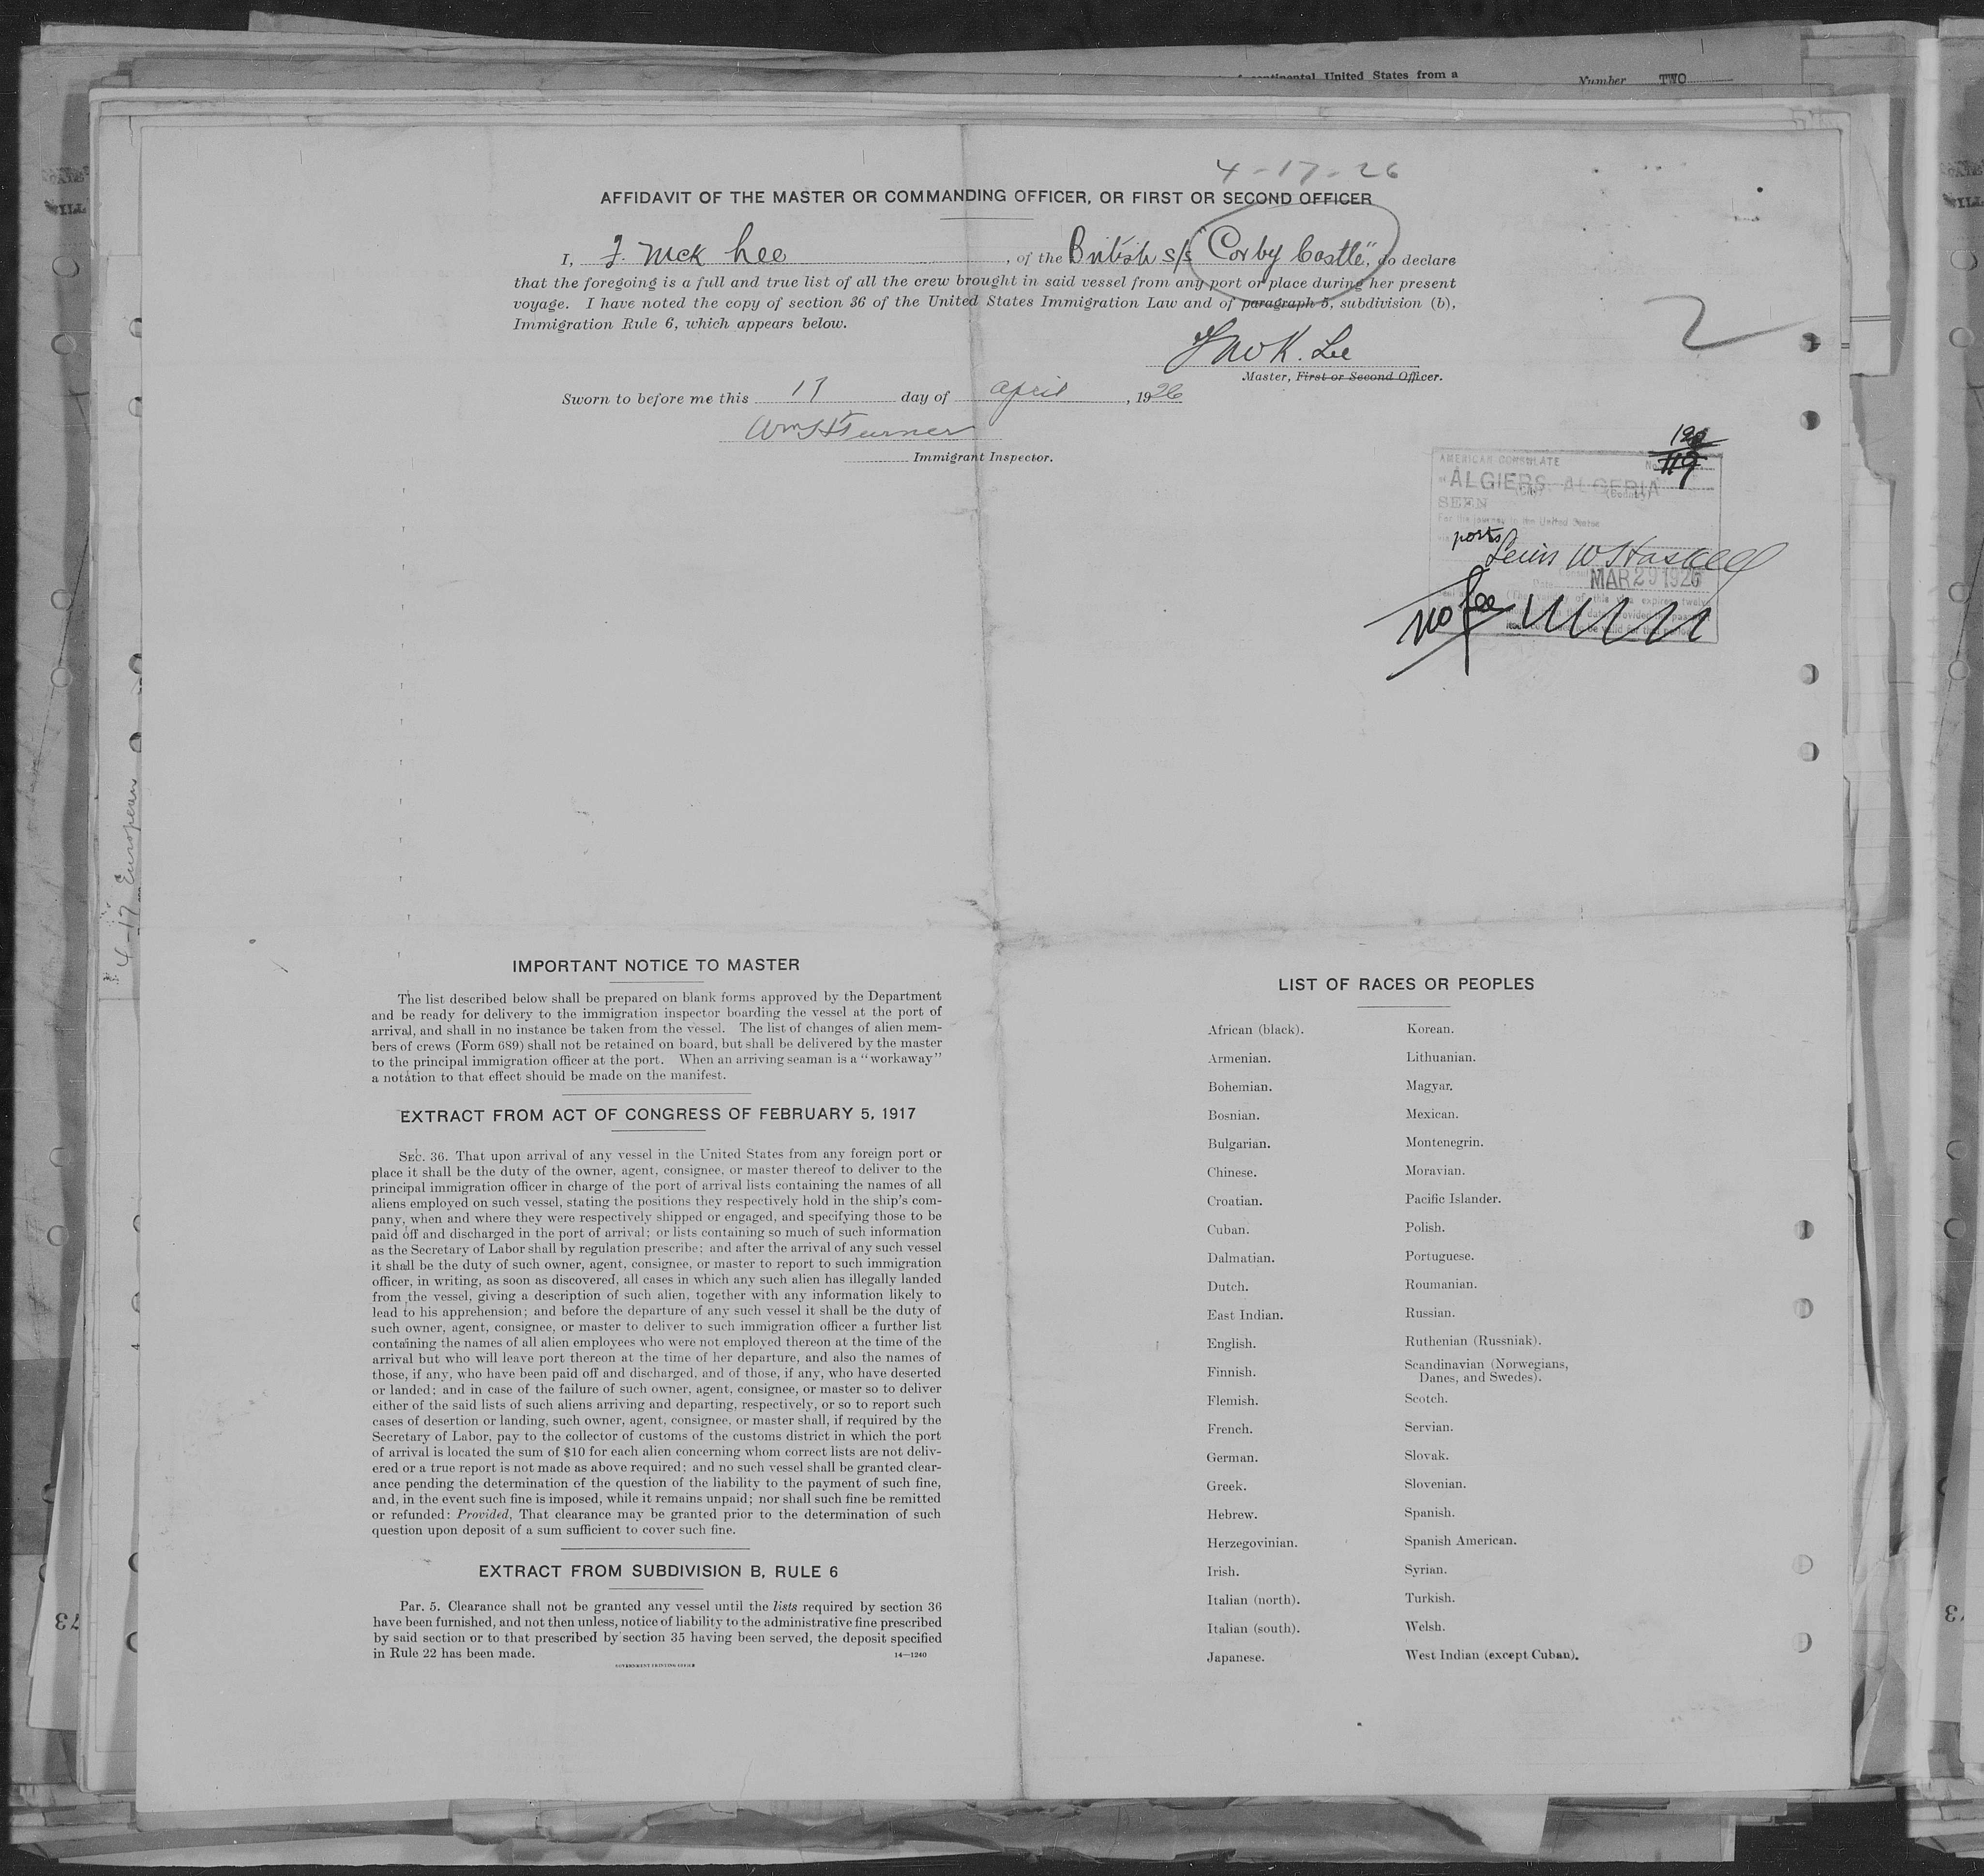 continental United States from a
Number TWO
4-17-26
AFFIDAVIT OF THE MASTER OR COMMANDING OFFICER, OR FIRST OR SECOND OFFICER
I, J. McK Lee, of the British s/s "Corby Castle", do declare
that the foregoing is a full and true list of all the crew brought in said vessel from any port or place during her present
voyage. I have noted the copy of section 36 of the United States Immigration Law and of paragraph 5, subdivision (b),
Immigration Rule 6, which appears below.
2
J McK. Lee
Master, First or Second Officer.
Sworn to before me this 17 day of April, 1926
Wm H Turner
Immigrant Inspector.
120
119
AMERICAN CONSULATE
No.
at ALGIERS ALGERIA
(Country)
SEEN
For the journey to the United States
ports
Lewis W Haskell
MAR 29 1926
(The validity of this visa expires twelve
no fee
4-17 European
IMPORTANT NOTICE TO MASTER
The list described below shall be prepared on blank forms approved by the Department
and be ready for delivery to the immigration inspector boarding the vessel at the port of
arrival, and shall in no instance be taken from the vessel. The list of changes of alien mem-
bers of crews (Form 689) shall not be retained on board, but shall be delivered by the master
to the principal immigration officer at the port. When an arriving seaman is a "workaway"
a notation to that effect should be made on the manifest.
EXTRACT FROM ACT OF CONGRESS OF FEBRUARY 5, 1917
SEC. 36. That upon arrival of any vessel in the United States from any foreign port or
place it shall be the duty of the owner, agent, consignee, or master thereof to deliver to the
principal immigration officer in charge of the port of arrival lists containing the names of all
aliens employed on such vessel, stating the positions they respectively hold in the ship's com-
pany, when and where they were respectively shipped or engaged, and specifying those to be
paid off and discharged in the port of arrival; or lists containing so much of such information
as the Secretary of Labor shall by regulation prescribe; and after the arrival of any such vessel
it shall be the duty of such owner, agent, consignee, or master to report to such immigration
officer, in writing, as soon as discovered, all cases in which any such alien has illegally landed
from the vessel, giving a description of such alien, together with any information likely to
lead to his apprehension; and before the departure of any such vessel it shall be the duty of
such owner, agent, consignee, or master to deliver to such immigration officer a further list
containing the names of all alien employees who were not employed thereon at the time of the
arrival but who will leave port thereon at the time of her departure, and also the names of
those, if any, who have been paid off and discharged, and of those, if any, who have deserted
or landed; and in case of the failure of such owner, agent, consignee, or master so to deliver
either of the said lists of such aliens arriving and departing, respectively, or so to report such
cases of desertion or landing, such owner, agent, consignee, or master shall, if required by the
Secretary of Labor, pay to the collector of customs of the customs district in which the port
of arrival is located the sum of $10 for each alien concerning whom correct lists are not deliv-
ered or a true report is not made as above required; and no such vessel shall be granted clear-
ance pending the determination of the question of the liability to the payment of such fine,
and, in the event such fine is imposed, while it remains unpaid; nor shall such fine be remitted
or refunded: Provided, That clearance may be granted prior to the determination of such
question upon deposit of a sum sufficient to cover such fine.
EXTRACT FROM SUBDIVISION B, RULE 6
Par. 5. Clearance shall not be granted any vessel until the lists required by section 36
have been furnished, and not then unless, notice of liability to the administrative fine prescribed
by said section or to that prescribed by section 35 having been served, the deposit specified
in Rule 22 has been made.
14—1240
GOVERNMENT PRINTING OFFICE
LIST OF RACES OR PEOPLES
African (black).
Armenian.
Bohemian.
Bosnian.
Bulgarian.
Chinese.
Croatian.
Cuban.
Dalmatian.
Dutch.
East Indian.
English.
Finnish.
Flemish.
French.
German.
Greek.
Hebrew.
Herzegovinian.
Irish.
Italian (north).
Italian (south).
Japanese.
Korean.
Lithuanian.
Magyar.
Mexican.
Montenegrin.
Moravian.
Pacific Islander.
Polish.
Portuguese.
Roumanian.
Russian.
Ruthenian (Russniak).
Scandinavian (Norwegians,
Danes, and Swedes).
Scotch.
Servian.
Slovak.
Slovenian.
Spanish.
Spanish American.
Syrian.
Turkish.
Welsh.
West Indian (except Cuban).
73